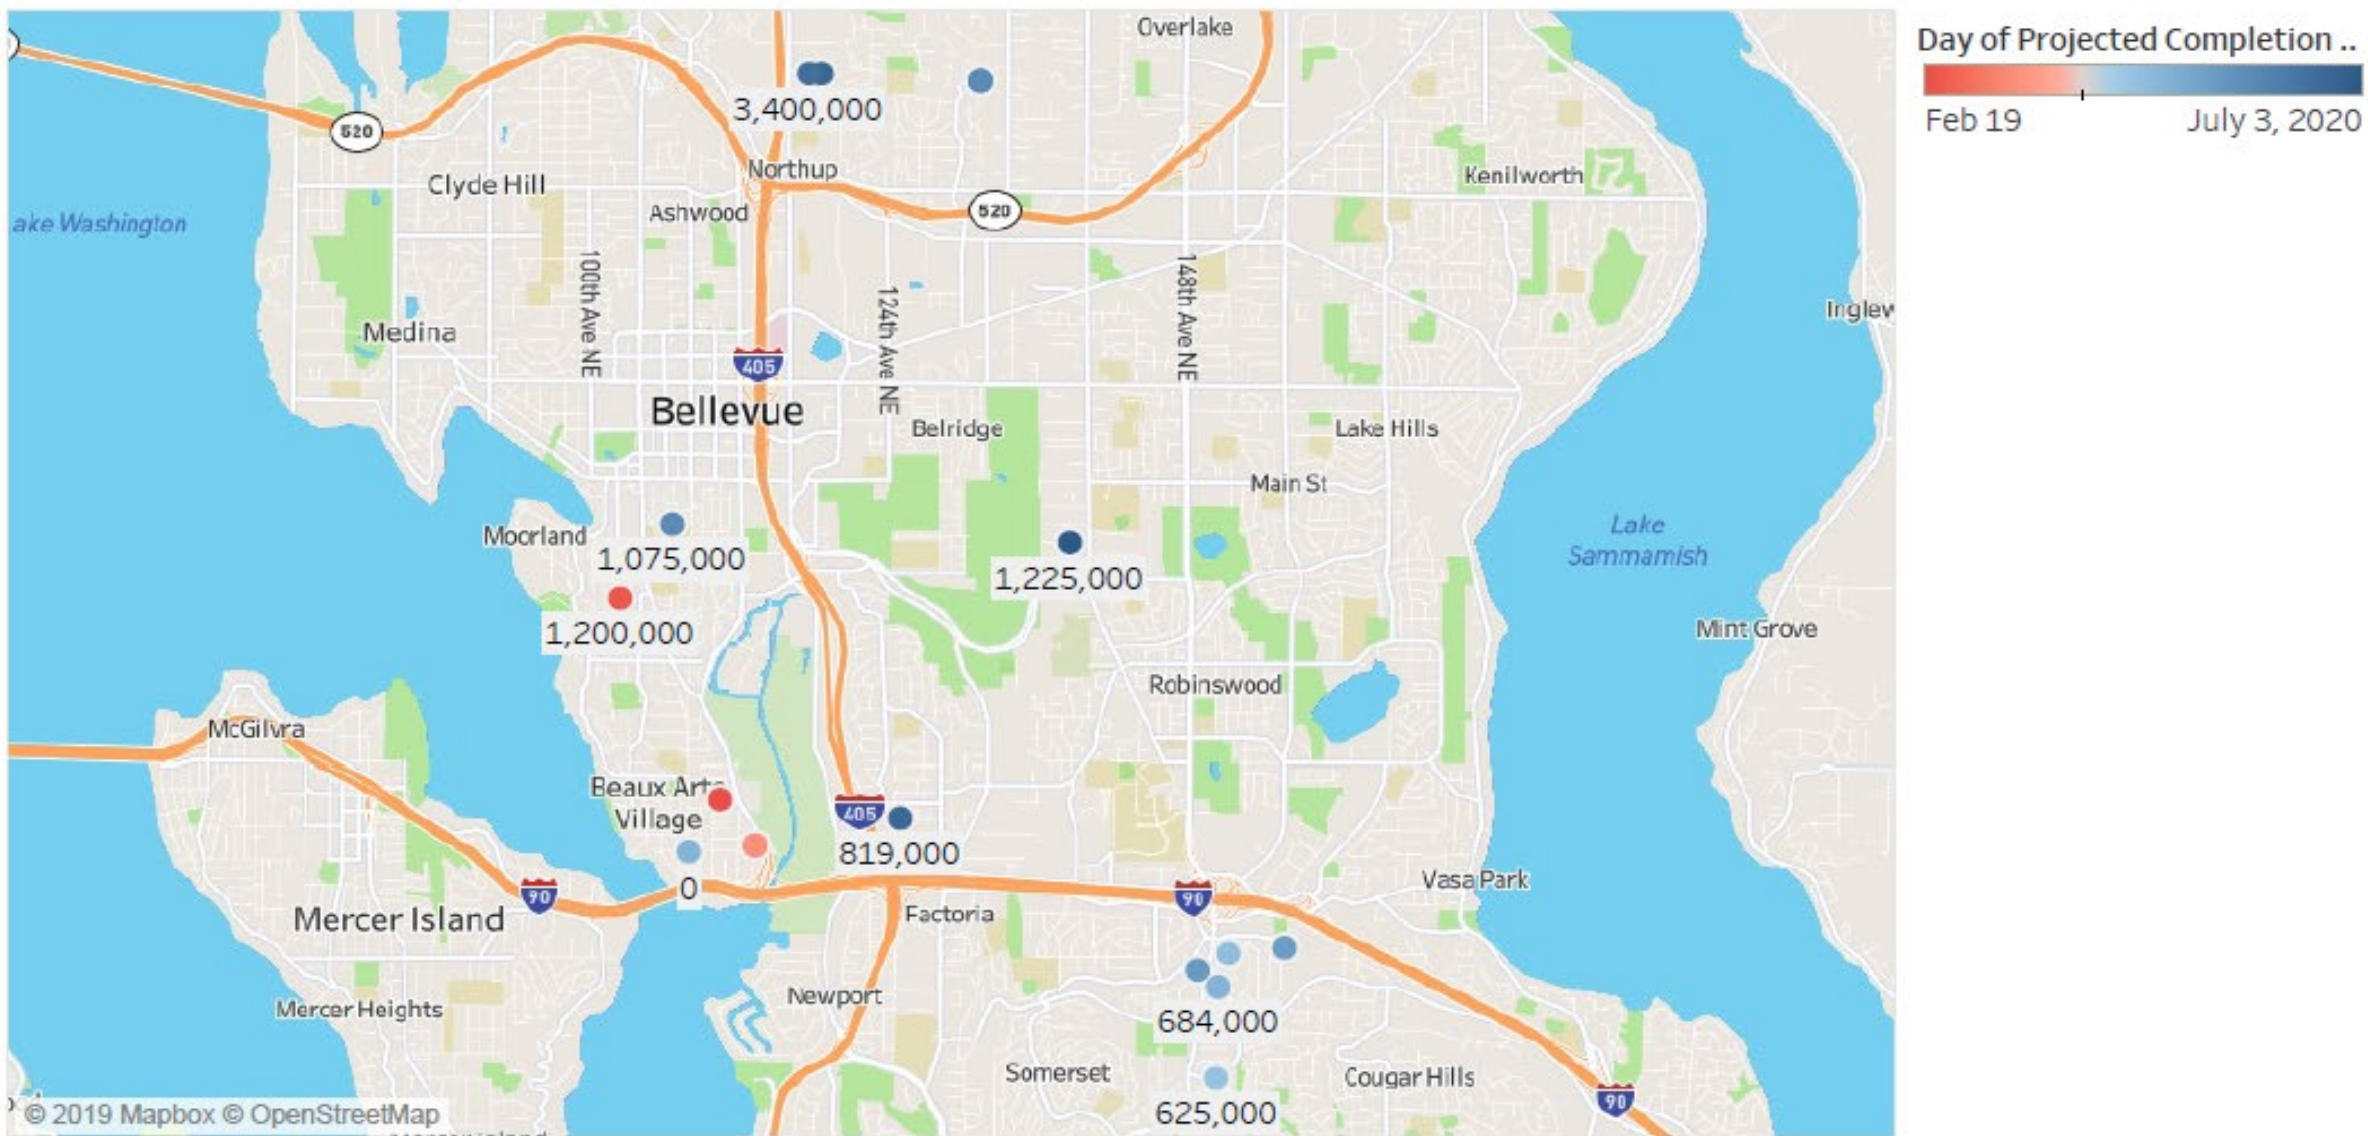 Overlake
Day of Projected Completion ..
Feb 19
July 3, 2020
3,400,000
520
Northup
Clyde Hill
Kenilworth
Ashwood
520
ake Washington
100th Ave NE
124th Ave NE
148th Ave NE
Inglew
Medina
405
Bellevue
Belridge
Lake Hills
Main St
Moorland
1,075,000
1,225,000
Lake
Sammamish
1,200,000
Mint Grove
Robinswood
McGilvra
Beaux Arts
Village
405
819,000
0
90
90
Vasa Park
Mercer Island
Factoria
Newport
Mercer Heights
684,000
Somerset
Cougar Hills
90
625,000
© 2019 Mapbox © OpenStreetMap